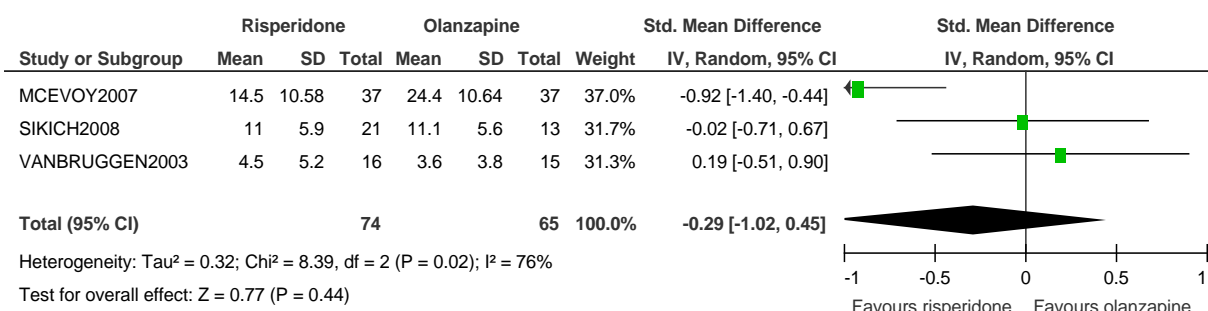 Risperidone Olanzapine Std. Mean Difference Std. Mean Difference
Study or Subgroup Mean SD Total Mean SD Total Weight IV, Random, 95% CI IV, Random, 95% CI
MCEVOY2007 14.5 10.58 37 24.4 10.64 37 37.0% -0.92 [-1.40, -0.44]
SIKICH2008 11 5.9 21 11.1 5.6 13 31.7% -0.02 [-0.71, 0.67]
VANBRUGGEN2003 4.5 5.2 16 3.6 3.8 15 31.3% 0.19 [-0.51, 0.90]
Total (95% CI) 74 65 100.0% -0.29 [-1.02, 0.45]
Heterogeneity: Tau² = 0.32; Chi² = 8.39, df = 2 (P = 0.02); I² = 76%
Test for overall effect: Z = 0.77 (P = 0.44)
-1 -0.5 0 0.5 1
Favours risperidone Favours olanzapine